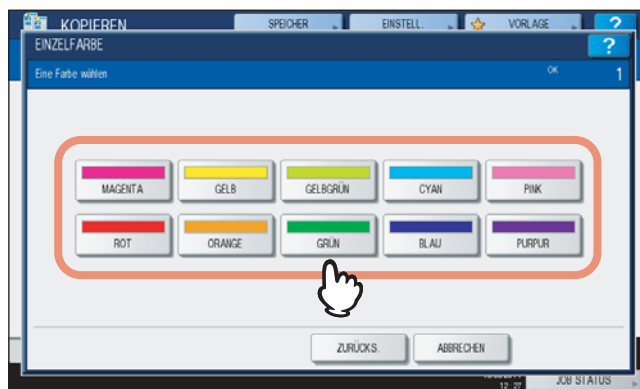 KOPIEREN SPEICHER EINSTELL. VORLAGE ?
EINZELFARBE ?
Eine Farbe wählen OK 1
MAGENTA GELB GELBGRÜN CYAN PINK
ROT ORANGE GRÜN BLAU PURPUR
ZURÜCKS. ABBRECHEN
12:27 JOB STATUS